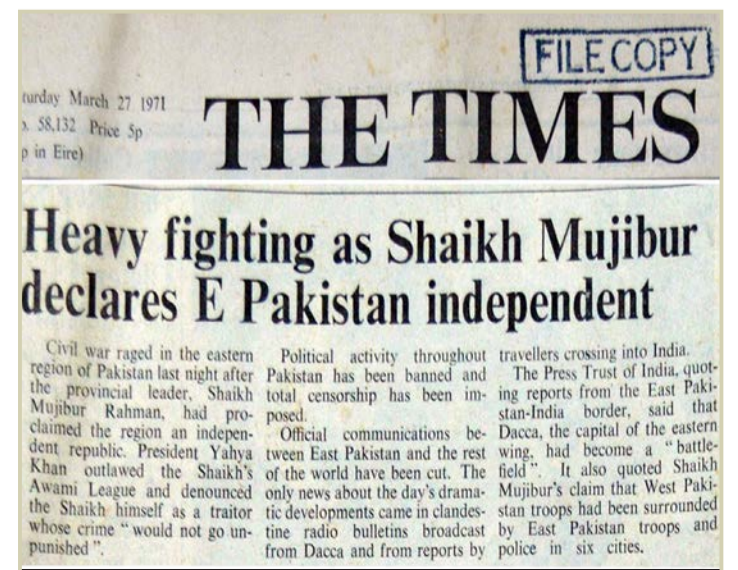 FILE COPY
turday March 27 1971
58,132 Price 5p
p in Eire)
THE TIMES
Heavy fighting as Shaikh Mujibur
declares E Pakistan independent
Civil war raged in the eastern
region of Pakistan last night after
the provincial leader, Shaikh
Mujibur Rahman, had pro-
claimed the region an indepen-
dent republic. President Yahya
Khan outlawed the Shaikh's
Awami League and denounced
the Shaikh himself as a traitor
whose crime “ would not go un-
punished ”.
Political activity throughout
Pakistan has been banned and
total censorship has been im-
posed.
Official communications be-
tween East Pakistan and the rest
of the world have been cut. The
only news about the day's drama-
tic developments came in clandes-
tine radio bulletins broadcast
from Dacca and from reports by
travellers crossing into India.
The Press Trust of India, quot-
ing reports from the East Paki-
stan-India border, said that
Dacca, the capital of the eastern
wing, had become a “ battle-
field ”. It also quoted Shaikh
Mujibur's claim that West Paki-
stan troops had been surrounded
by East Pakistan troops and
police in six cities.